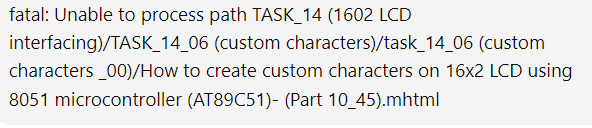 fatal: Unable to process path TASK_14 (1602 LCD
interfacing)/TASK_14_06 (custom characters)/task_14_06 (custom
characters _00)/How to create custom characters on 16x2 LCD using
8051 microcontroller (AT89C51)- (Part 10_45).mhtml